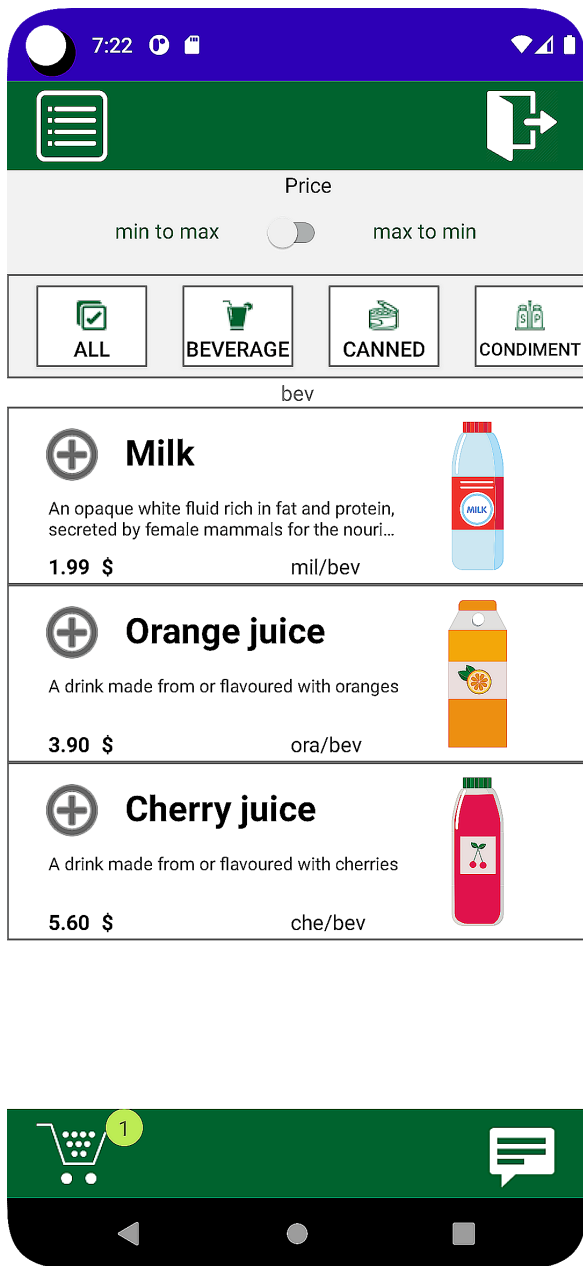 7:22
Price
min to max max to min
ALL BEVERAGE CANNED S P CONDIMENT
bev
Milk
An opaque white fluid rich in fat and protein,
secreted by female mammals for the nouri...
MILK
1.99 $ mil/bev
Orange juice
A drink made from or flavoured with oranges
3.90 $ ora/bev
Cherry juice
A drink made from or flavoured with cherries
5.60 $ che/bev
1